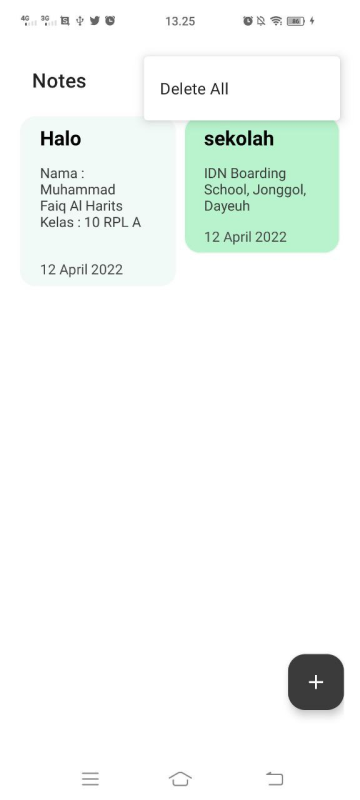 4G 3G 13.25 86
Notes
Delete All
Halo
Nama :
Muhammad
Faiq Al Harits
Kelas : 10 RPL A
12 April 2022
sekolah
IDN Boarding
School, Jonggol,
Dayeuh
12 April 2022